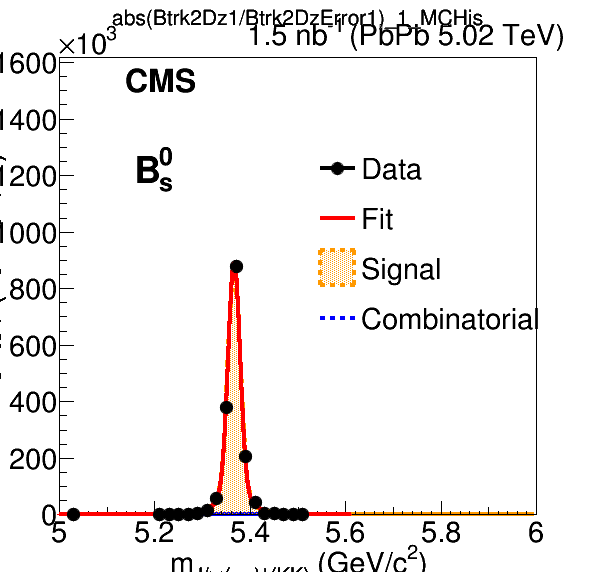 abs(Btrk2Dz1/Btrk2DzError1)_1_MCHis
×10³ 1.5 nb⁻¹ (PbPb 5.02 TeV)
CMS
B⁰ₛ
Data
Fit
Signal
Combinatorial
1600
1400
1200
1000
800
600
400
200
0
5 5.2 5.4 5.6 5.8 6
m (GeV/c²)